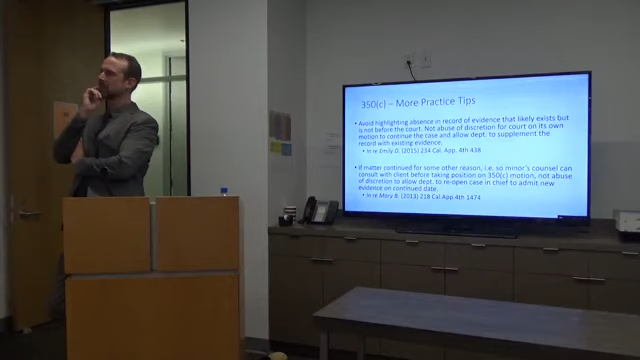 350(c) – More Practice Tips
• Avoid highlighting absence in record of evidence that likely exists but
is not before the court. Not abuse of discretion for court on its own
motion to continue the case and allow dept. to supplement the
record with existing evidence.
• In re Emily D. (2015) 234 Cal. App. 4th 438
• If matter continued for some other reason, i.e. so minor's counsel can
consult with client before taking position on 350(c) motion, not abuse
of discretion to allow dept. to re-open case in chief to admit new
evidence on continued date.
• In re Mary B. (2013) 218 Cal.App.4th 1474